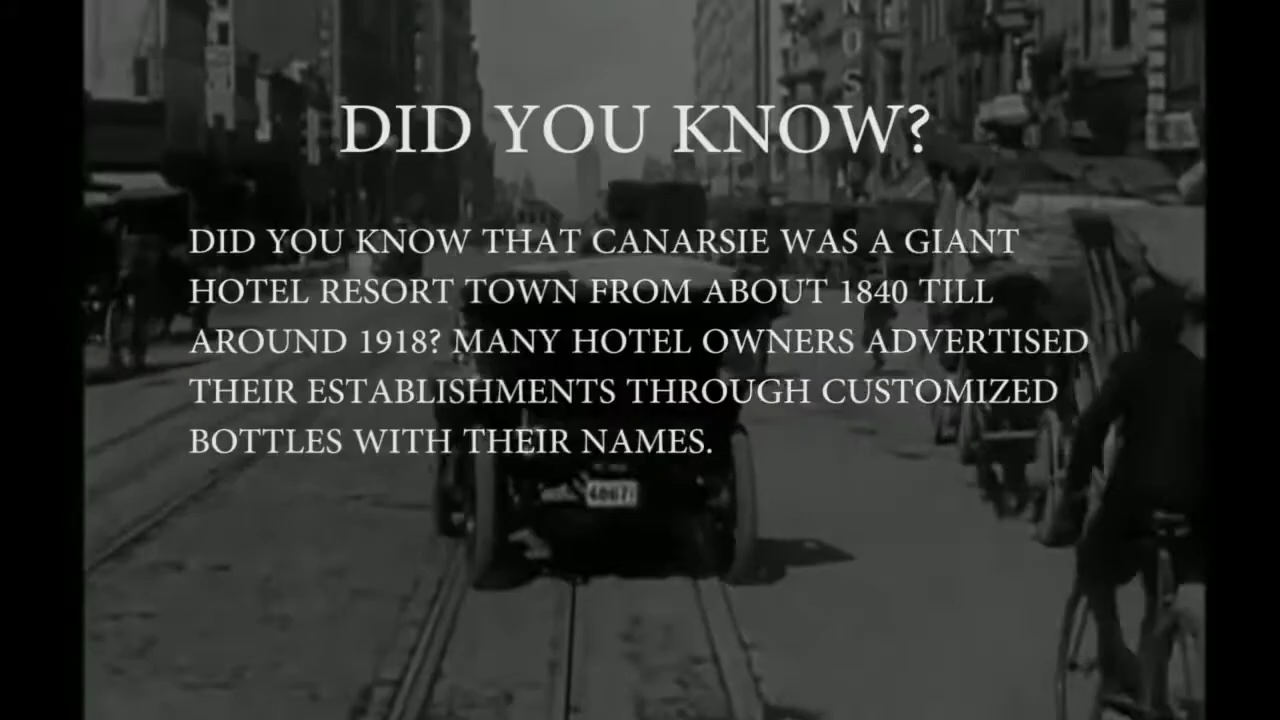 DID YOU KNOW?
DID YOU KNOW THAT CANARSIE WAS A GIANT
HOTEL RESORT TOWN FROM ABOUT 1840 TILL
AROUND 1918? MANY HOTEL OWNERS ADVERTISED
THEIR ESTABLISHMENTS THROUGH CUSTOMIZED
BOTTLES WITH THEIR NAMES.